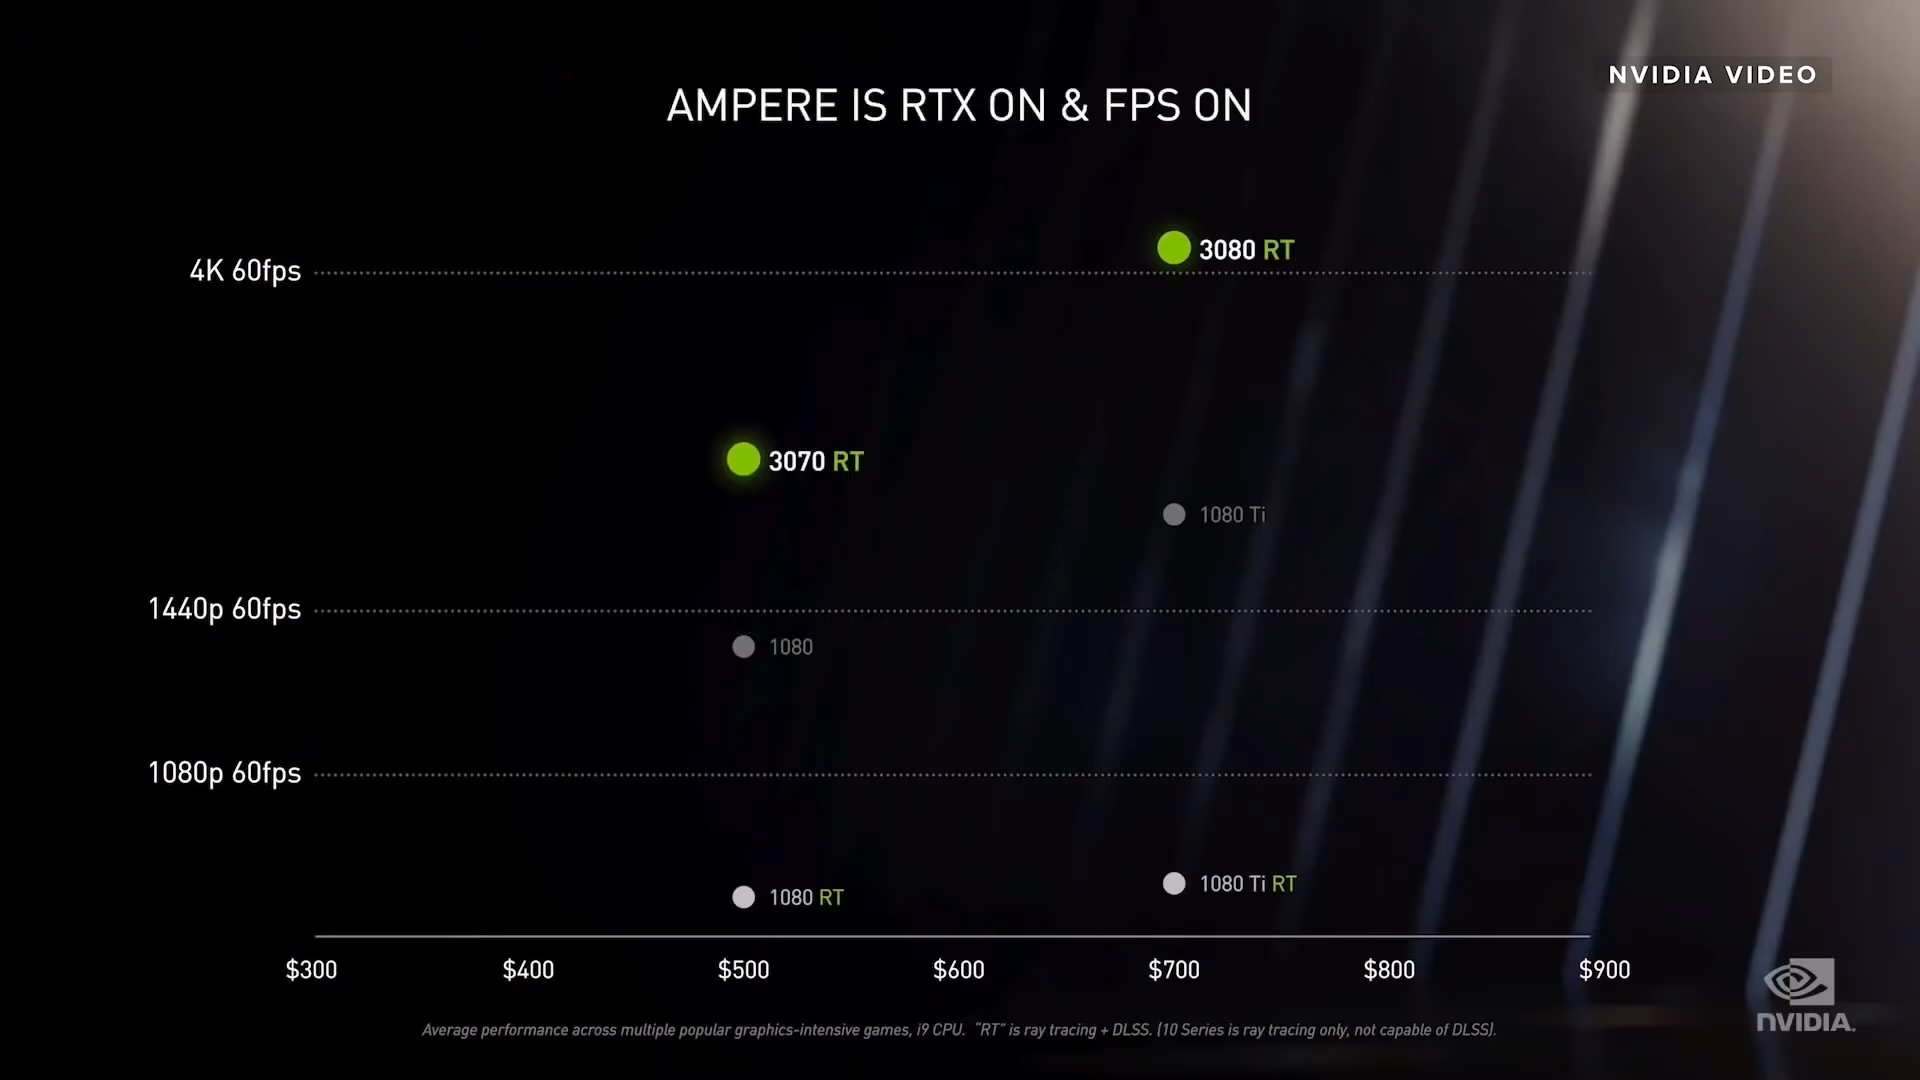 NVIDIA VIDEO
AMPERE IS RTX ON & FPS ON
4K 60fps
3080 RT
3070 RT
1080 Ti
1440p 60fps
1080
1080p 60fps
1080 RT
1080 Ti RT
$300 $400 $500 $600 $700 $800 $900
Average performance across multiple popular graphics-intensive games, i9 CPU. "RT" is ray tracing + DLSS. (10 Series is ray tracing only, not capable of DLSS).
NVIDIA.